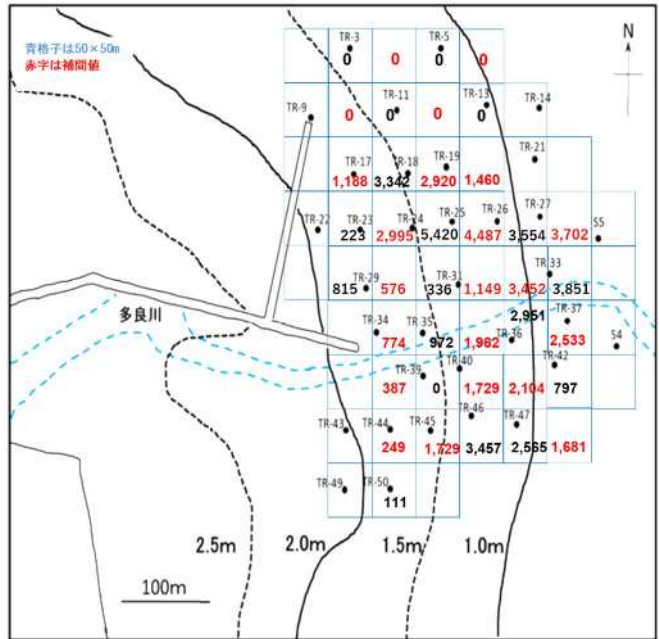 青格子は50×50m
赤字は補間値
N
TR-3 TR-5
0 0 0 0
TR-9 TR-11 TR-13 TR-14
0 0 0 0
TR-17 TR-18 TR-19 TR-21
1,188 3,342 2,920 1,460
TR-22 TR-23 TR-24 TR-25 TR-26 TR-27 S5
223 2,995 5,420 4,487 3,554 3,702
TR-29 TR-31 TR-33
815 576 336 1,149 3,452 3,851
多良川
TR-34 TR-35 TR-36 2,951 TR-37 S4
774 972 1,962 2,533
TR-39 TR-40 TR-42
387 0 1,729 2,104 797
TR-43 TR-44 TR-45 TR-46 TR-47
249 1,729 3,457 2,565 1,681
TR-49 TR-50
111
2.5m 2.0m 1.5m 1.0m
100m